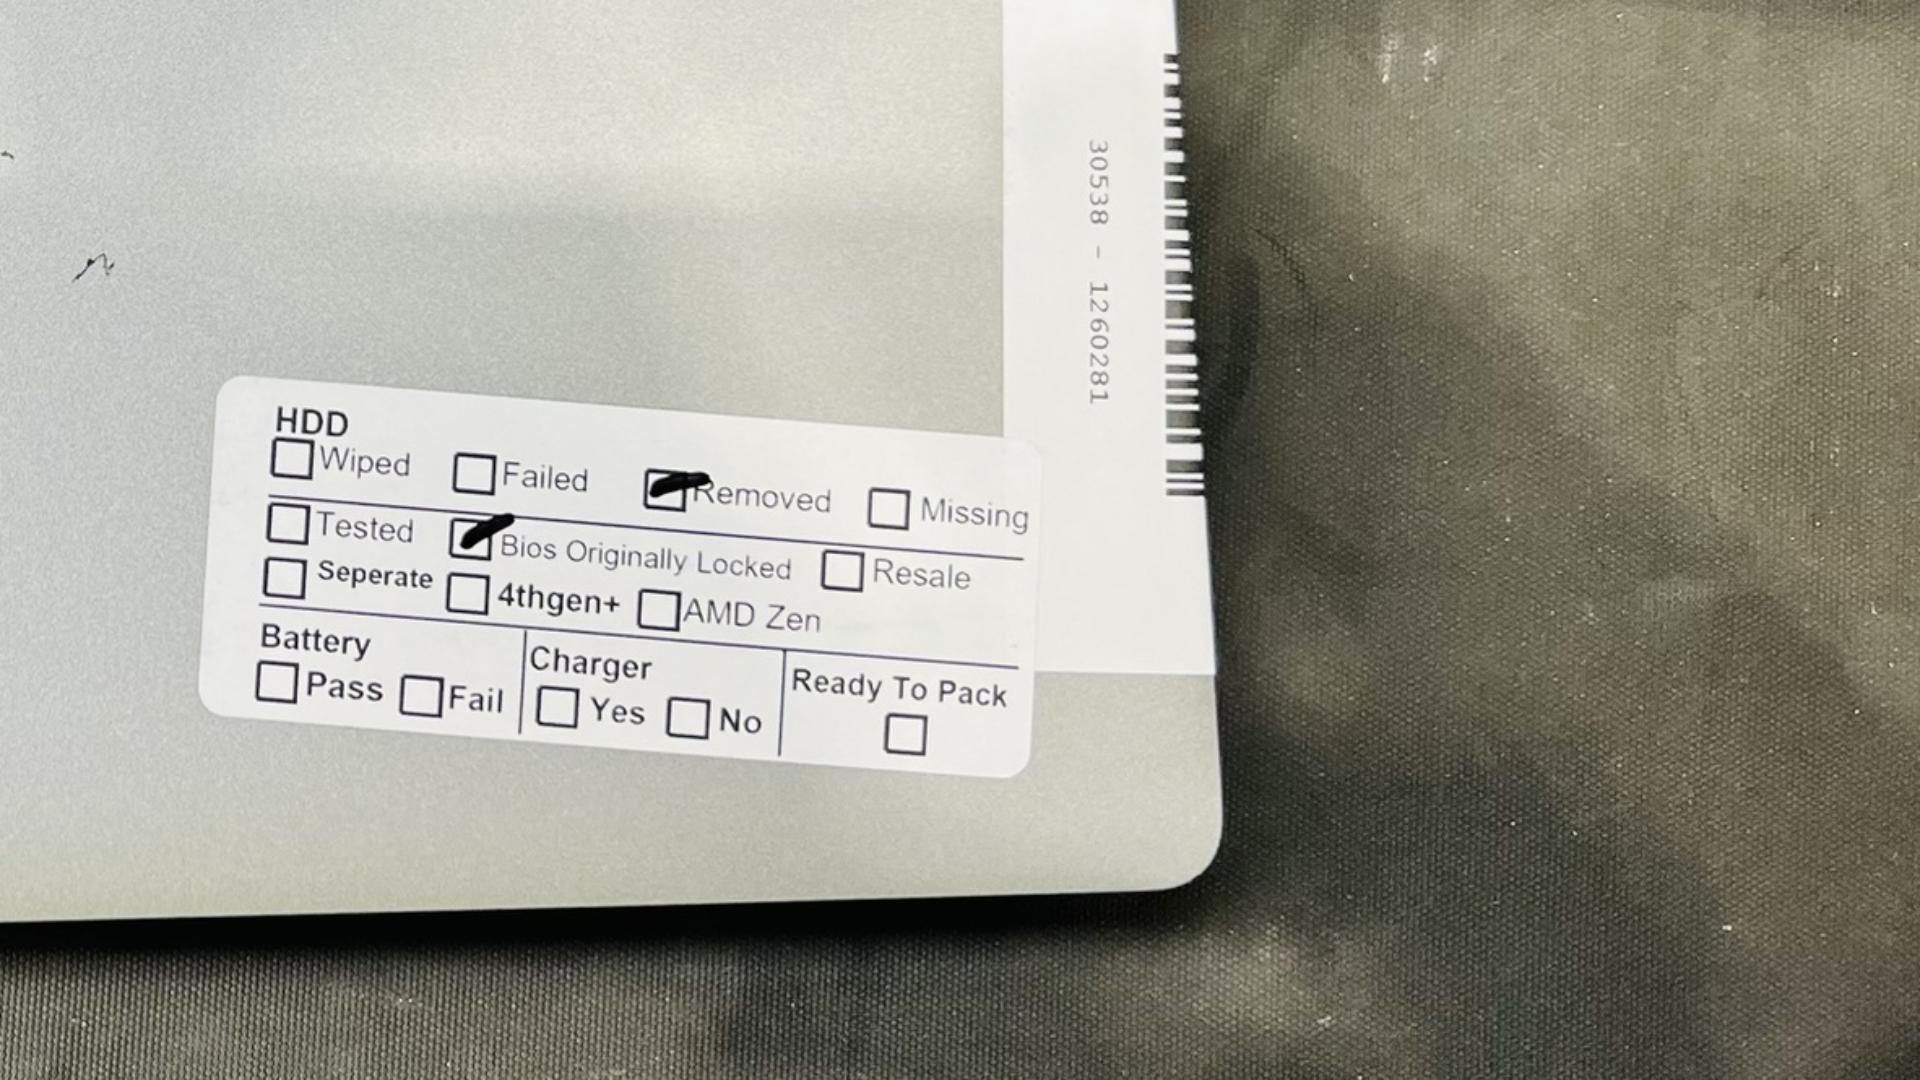 30538 - 1260281
HDD
Wiped Failed Removed Missing
Tested Bios Originally Locked Resale
Seperate 4thgen+ AMD Zen
Battery
Pass Fail
Charger
Yes No
Ready To Pack